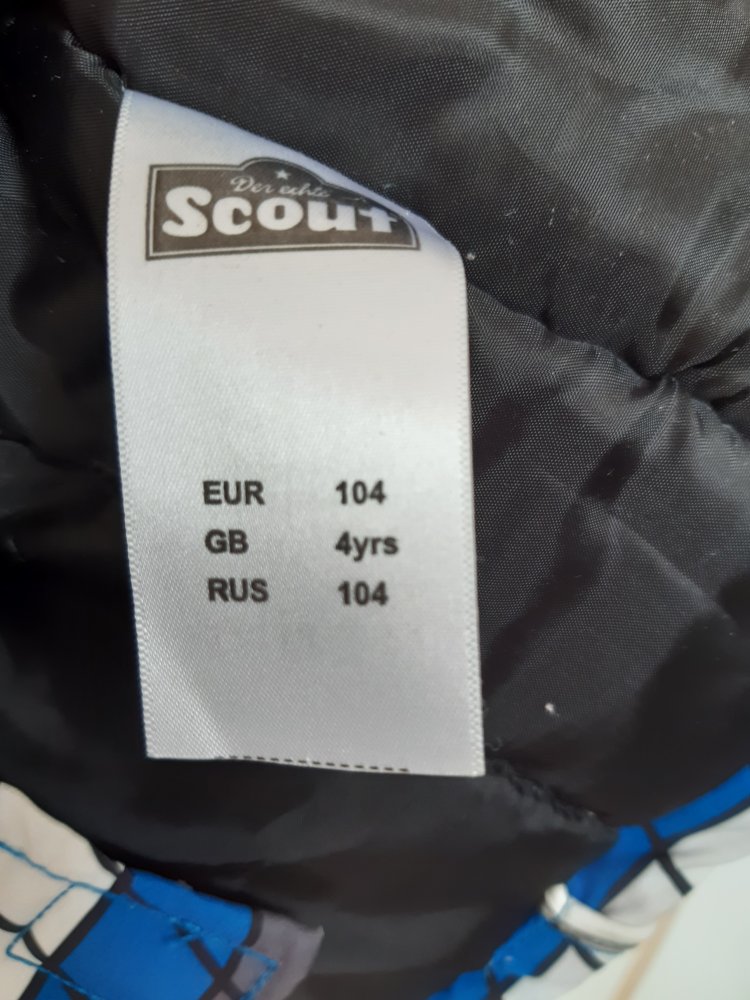 Der echte
Scout
EUR 104
GB 4yrs
RUS 104